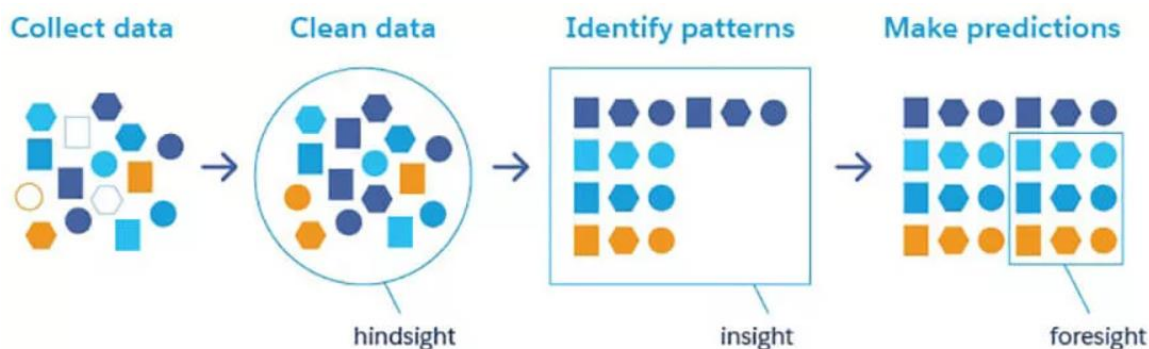 Collect data
Clean data
Identify patterns
Make predictions
hindsight
insight
foresight